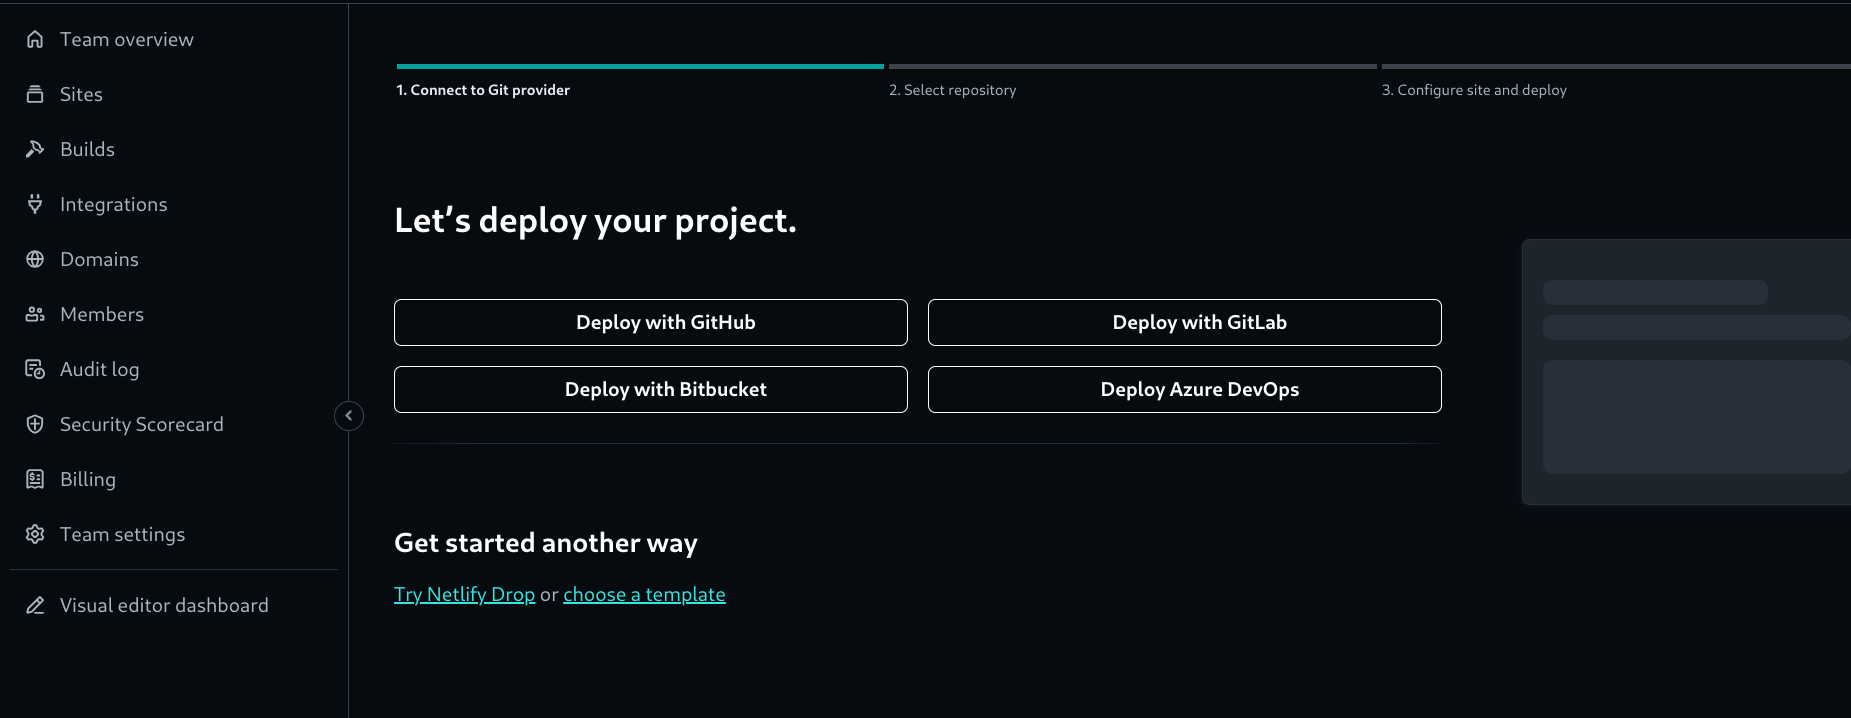 Team overview
Sites
Builds
Integrations
Domains
Members
Audit log
Security Scorecard
Billing
Team settings
Visual editor dashboard
1. Connect to Git provider
2. Select repository
3. Configure site and deploy
Let’s deploy your project.
Deploy with GitHub
Deploy with GitLab
Deploy with Bitbucket
Deploy Azure DevOps
Get started another way
Try Netlify Drop or choose a template